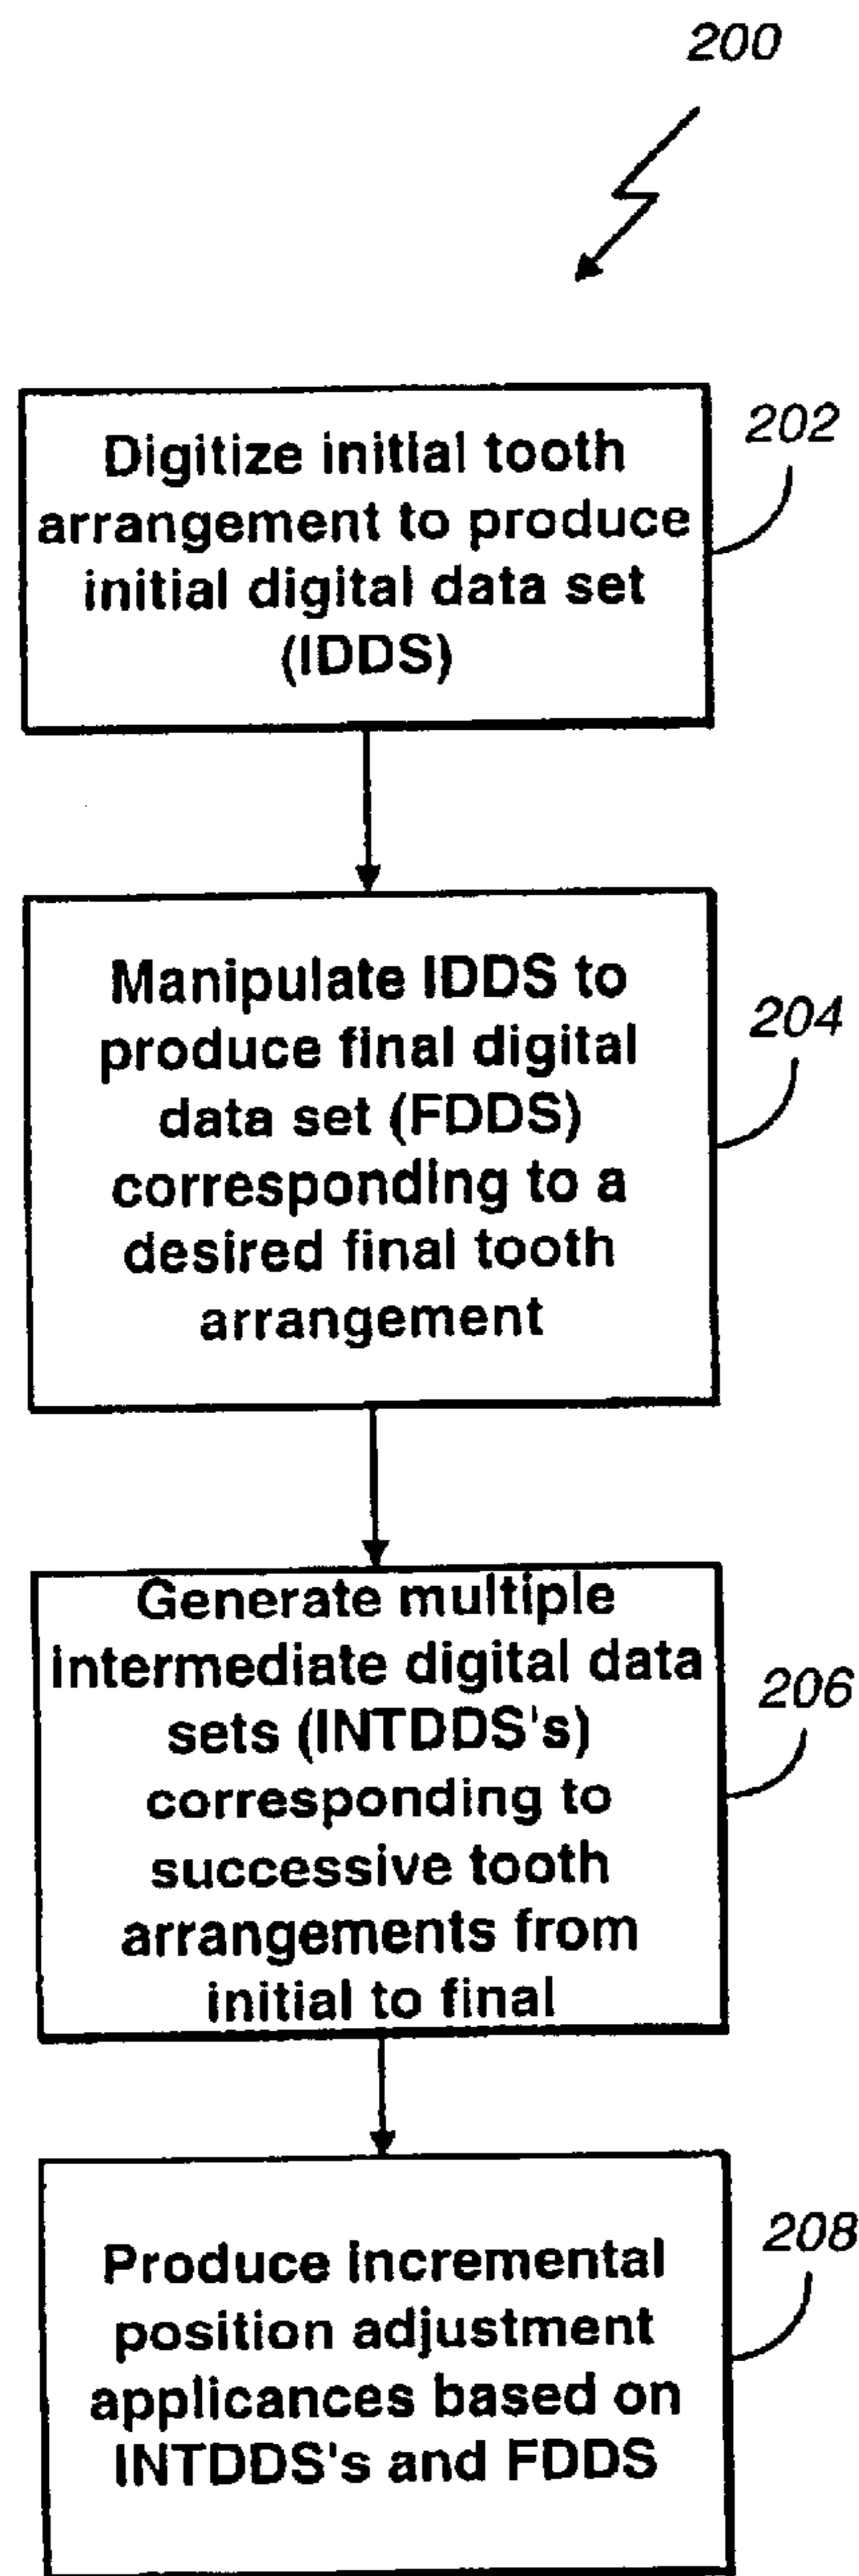 200
Digitize initial tooth
arrangement to produce
initial digital data set
(IDDS)
202
Manipulate IDDS to
produce final digital
data set (FDDS)
corresponding to a
desired final tooth
arrangement
204
Generate multiple
intermediate digital data
sets (INTDDS's)
corresponding to
successive tooth
arrangements from
initial to final
206
Produce incremental
position adjustment
applicances based on
INTDDS's and FDDS
208